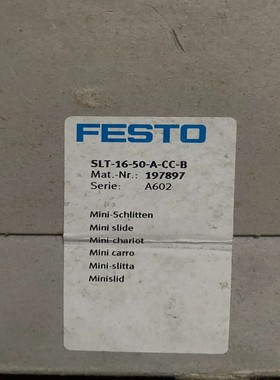 FESTO
SLT-16-50-A-CC-B
Mat.-Nr.: 197897
Serie: A602
Mini-Schlitten
Mini slide
Mini-chariot
Mini carro
Mini-slitta
Minislid